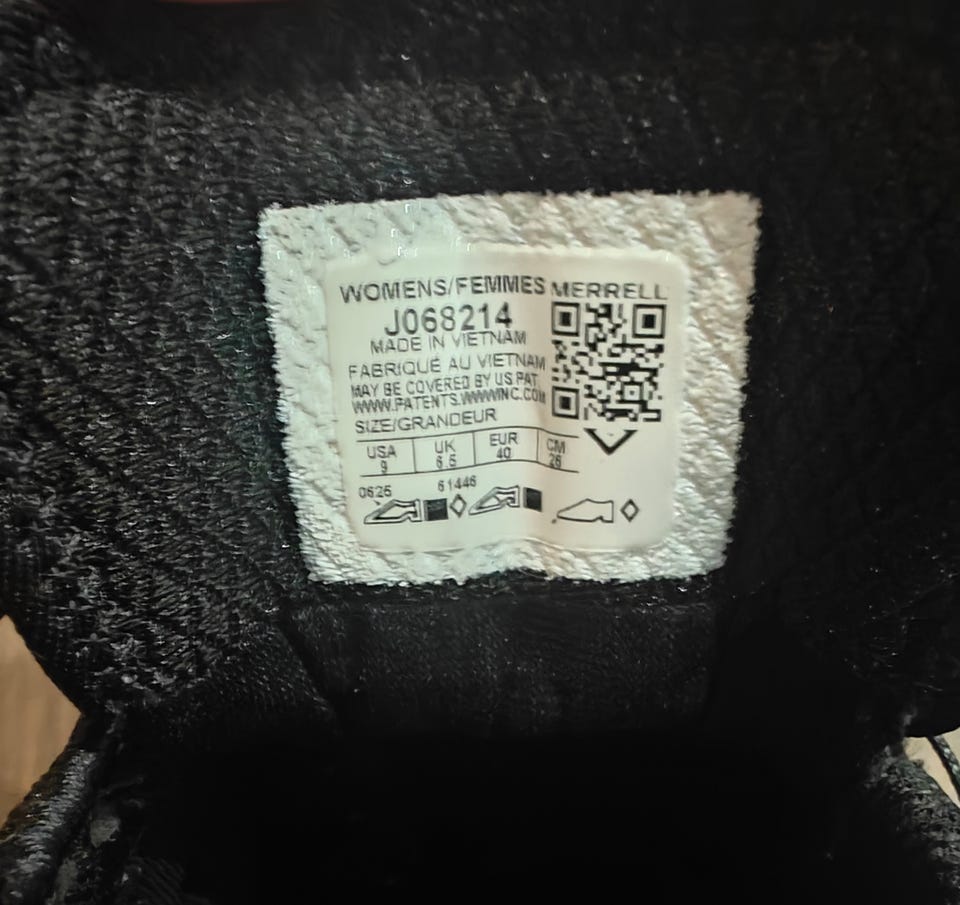 WOMENS/FEMMES MERRELL
J068214
MADE IN VIETNAM
FABRIQUÉ AU VIETNAM
MAY BE COVERED BY US PAT.
WWW.PATENTS.WWWINC.COM
SIZE/GRANDEUR
USA UK EUR CM
9 6.5 40 26
0625 61446